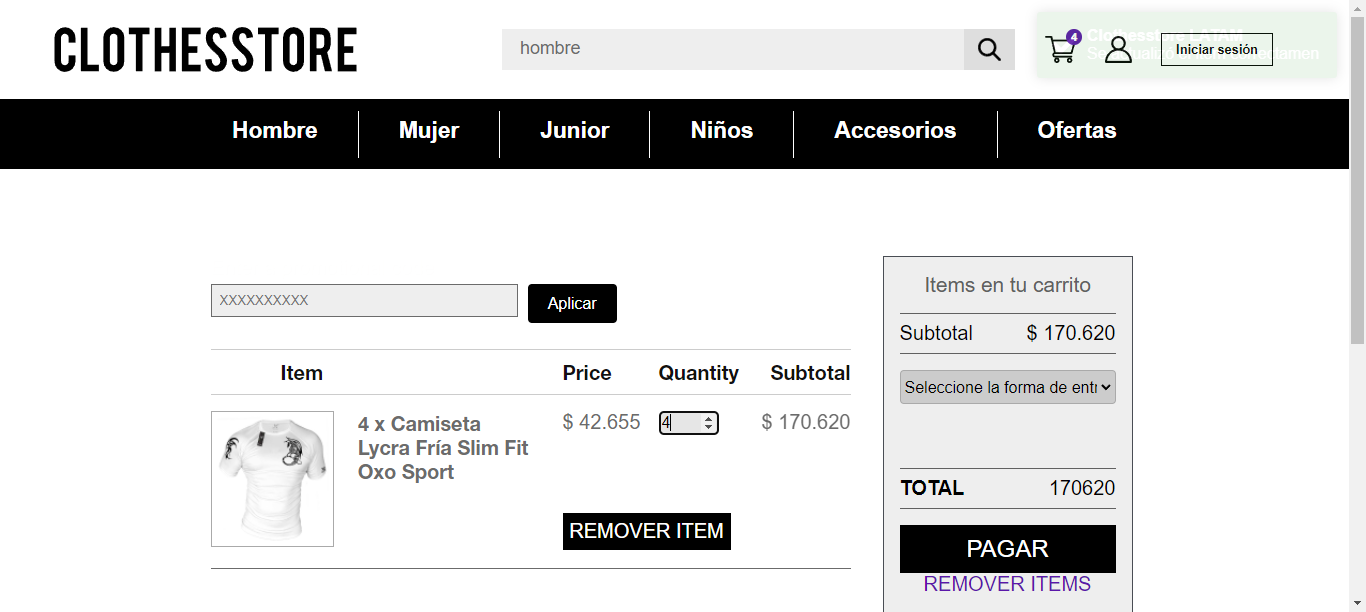 CLOTHESSTORE
hombre
4
Clothesstore LATAM
Iniciar sesión
Hombre
Mujer
Junior
Niños
Accesorios
Ofertas
XXXXXXXXXX
Aplicar
Item
Price
Quantity
Subtotal
4 x Camiseta
Lycra Fría Slim Fit
Oxo Sport
$ 42.655
4
$ 170.620
REMOVER ITEM
Items en tu carrito
Subtotal
$ 170.620
Seleccione la forma de entr
TOTAL
170620
PAGAR
REMOVER ITEMS